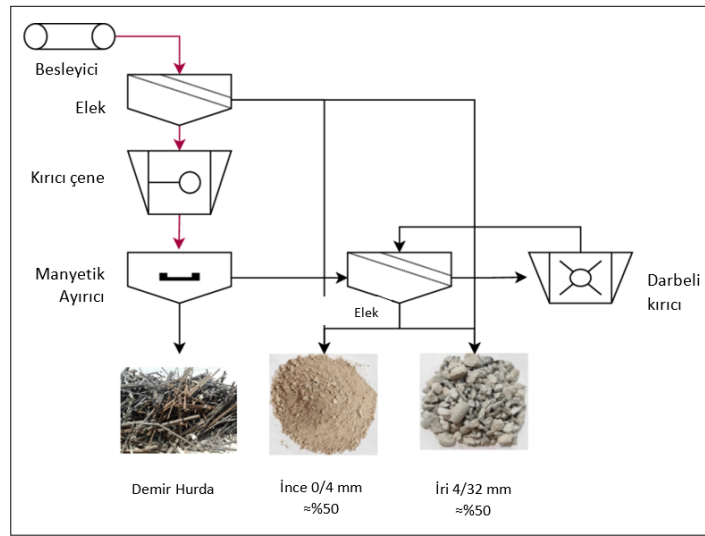 Besleyici
Elek
Kırıcı çene
Manyetik
Ayırıcı
Elek
Darbeli
kırıcı
Demir Hurda
İnce 0/4 mm
≈%50
İri 4/32 mm
≈%50